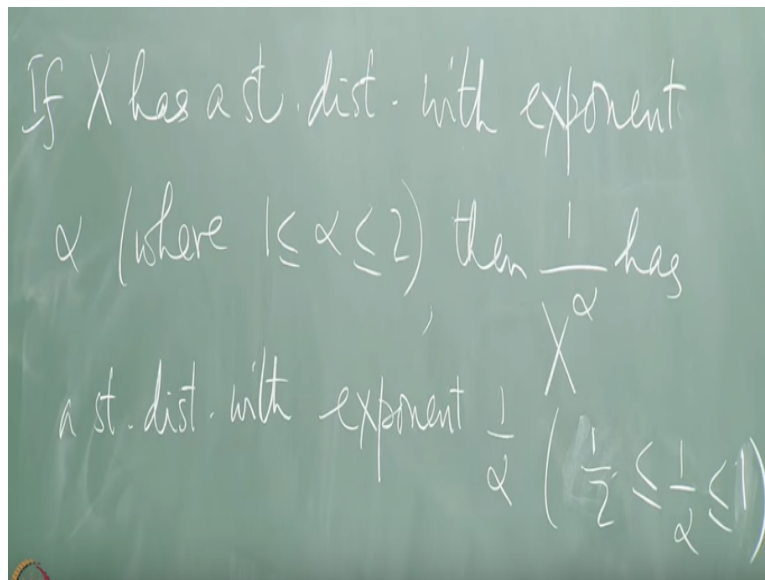 If X has a st. dist. with exponent
α (where 1 ≤ α ≤ 2), then 1/X^α has
a st. dist. with exponent 1/α (1/2 ≤ 1/α ≤ 1)